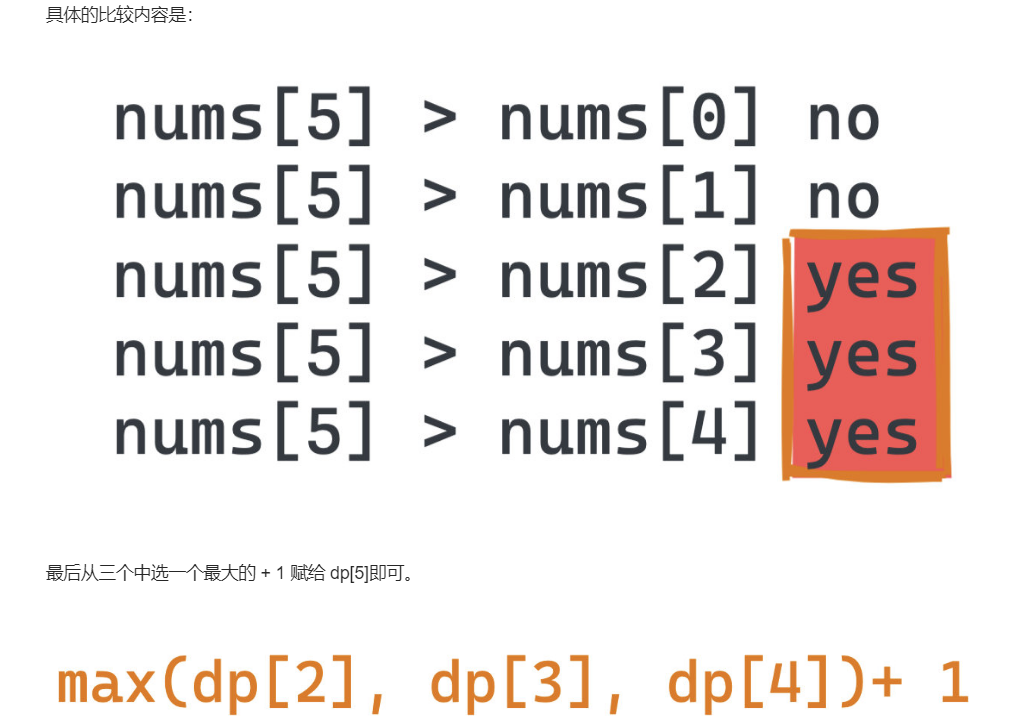 具体的比较内容是：
nums[5] > nums[0] no
nums[5] > nums[1] no
nums[5] > nums[2] yes
nums[5] > nums[3] yes
nums[5] > nums[4] yes
最后从三个中选一个最大的 + 1 赋给 dp[5]即可。
max(dp[2], dp[3], dp[4])+ 1